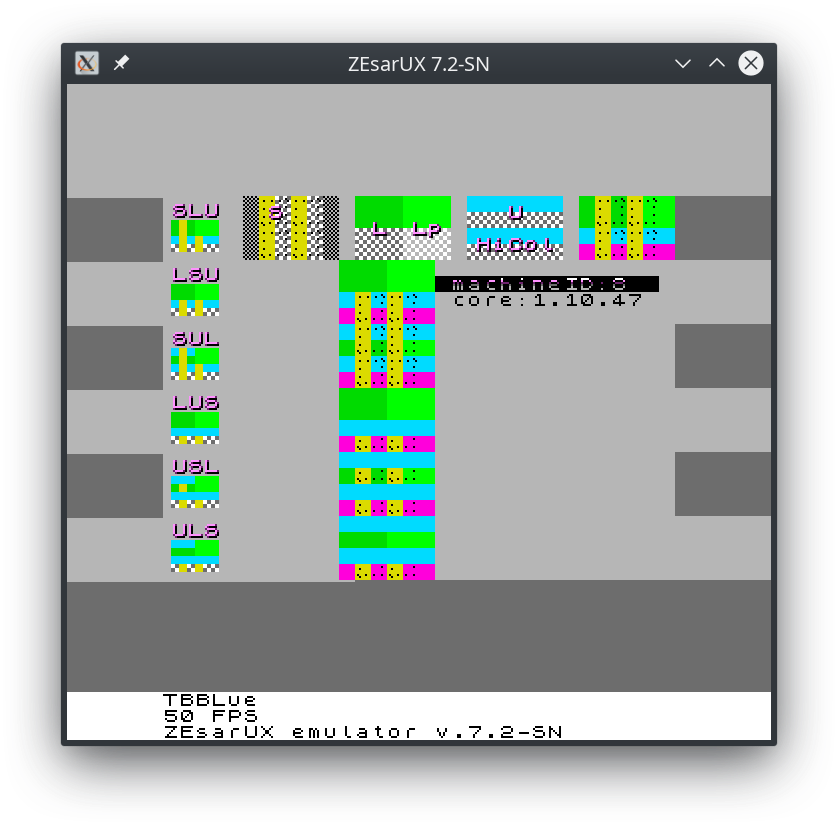 ZEsarUX 7.2-SN
SLU
S
L Lp
U
HiCol
LSU
machineID:8
core:1.10.47
SUL
LUS
USL
ULS
TBBLue
50 FPS
ZEsarUX emulator v.7.2-SN